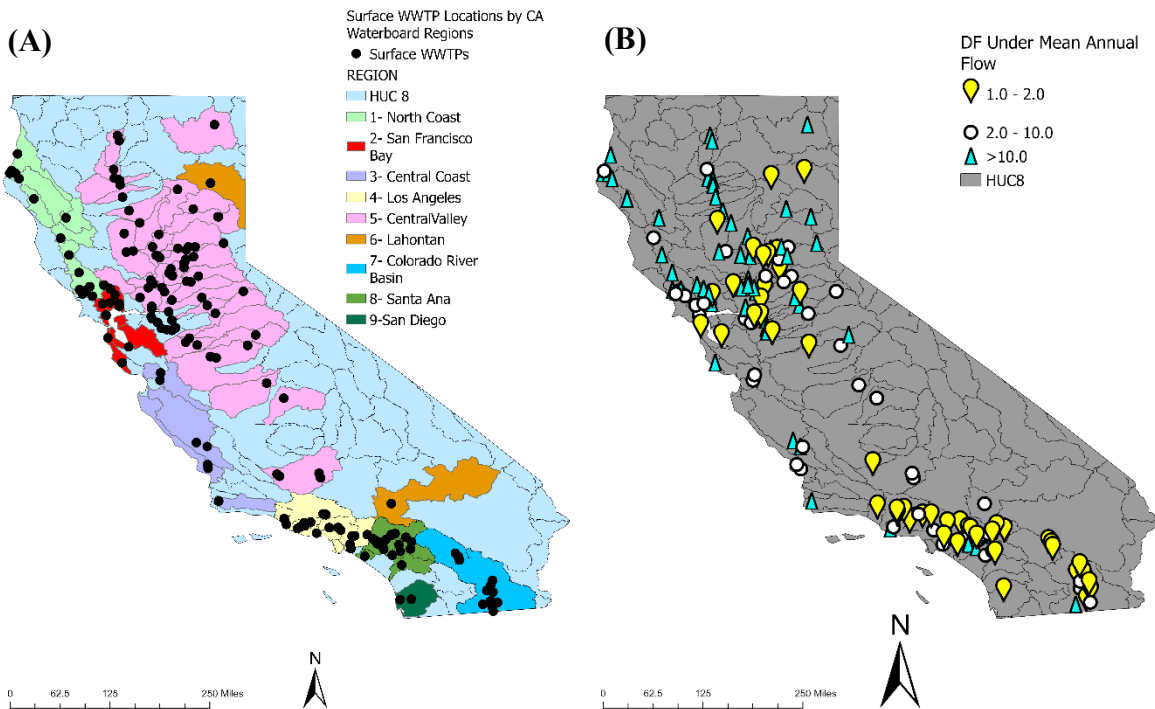 (A)
Surface WWTP Locations by CA
Waterboard Regions
Surface WWTPs
REGION
HUC 8
1- North Coast
2- San Francisco
Bay
3- Central Coast
4- Los Angeles
5- CentralValley
6- Lahontan
7- Colorado River
Basin
8- Santa Ana
9-San Diego
N
0 62.5 125 250 Miles
(B)
DF Under Mean Annual
Flow
1.0 - 2.0
2.0 - 10.0
>10.0
HUC8
N
0 62.5 125 250 Miles